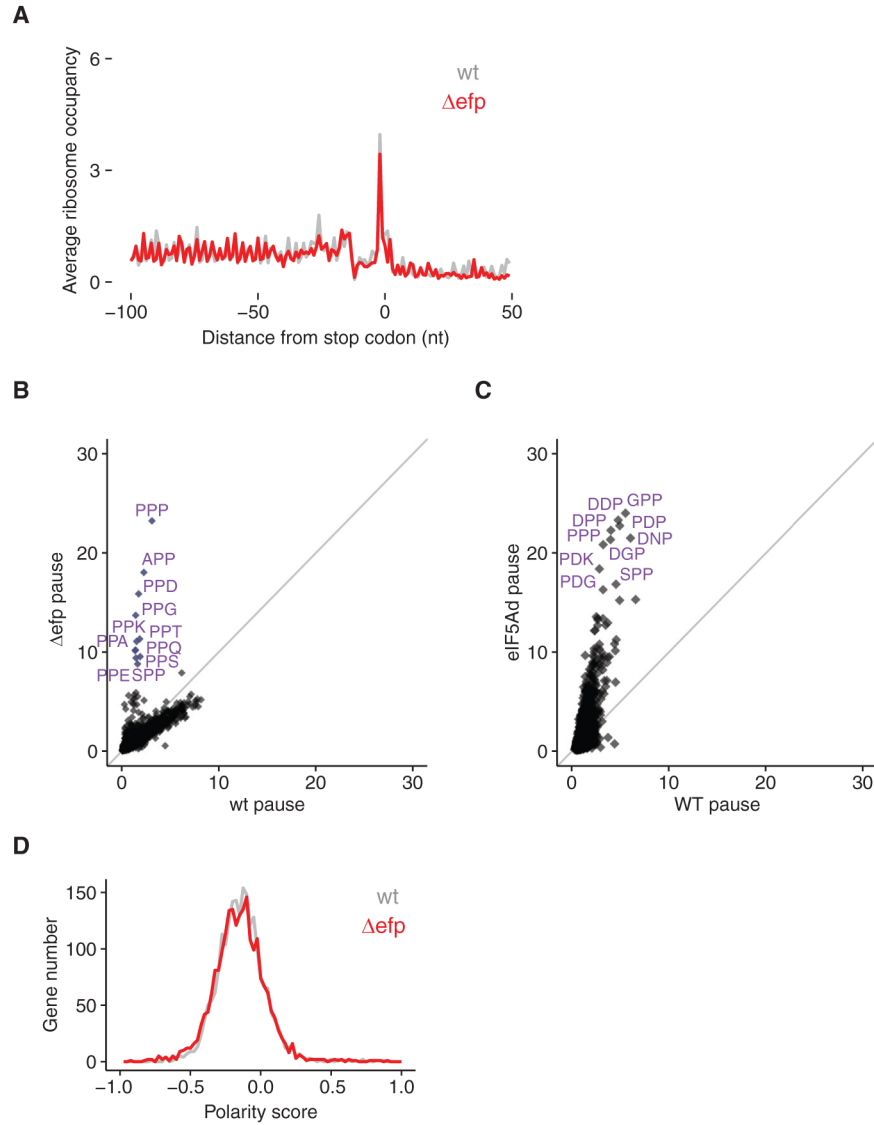 A
Average ribosome occupancy
6
3
0
wt
Δefp
−100
−50
0
50
Distance from stop codon (nt)
B
Δefp pause
30
20
10
0
PPP
APP
PPD
PPG
PPK PPT
PPA PPQ
PPS
PPE SPP
0
10
20
30
wt pause
C
eIF5Ad pause
30
20
10
0
DDP GPP
DPP PDP
PPP DNP
DGP
PDK SPP
PDG
0
10
20
30
WT pause
D
Gene number
150
100
50
0
wt
Δefp
−1.0
−0.5
0.0
0.5
1.0
Polarity score